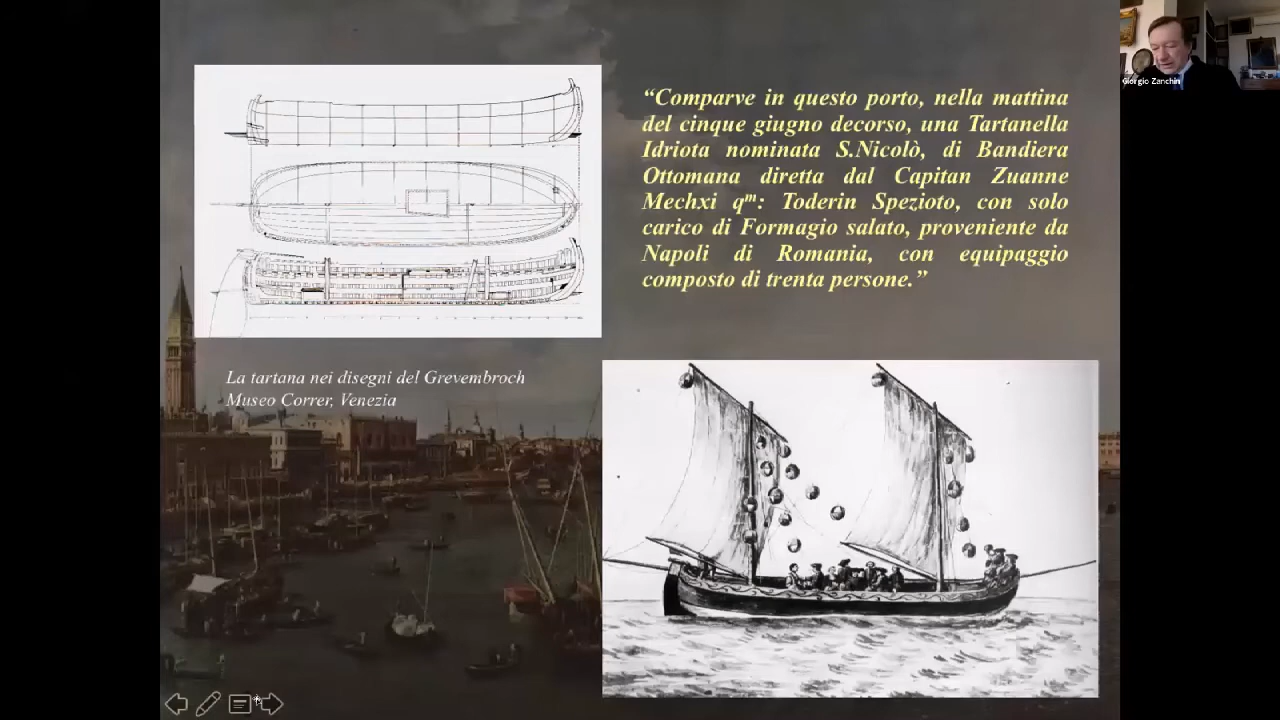 “Comparve in questo porto, nella mattina
del cinque giugno decorso, una Tartanella
Idriota nominata S.Nicolò, di Bandiera
Ottomana diretta dal Capitan Zuanne
Mechxi qᵐ: Toderin Spezioto, con solo
carico di Formagio salato, proveniente da
Napoli di Romania, con equipaggio
composto di trenta persone.”
La tartana nei disegni del Grevembroch
Museo Correr, Venezia
Giorgio Zanchin